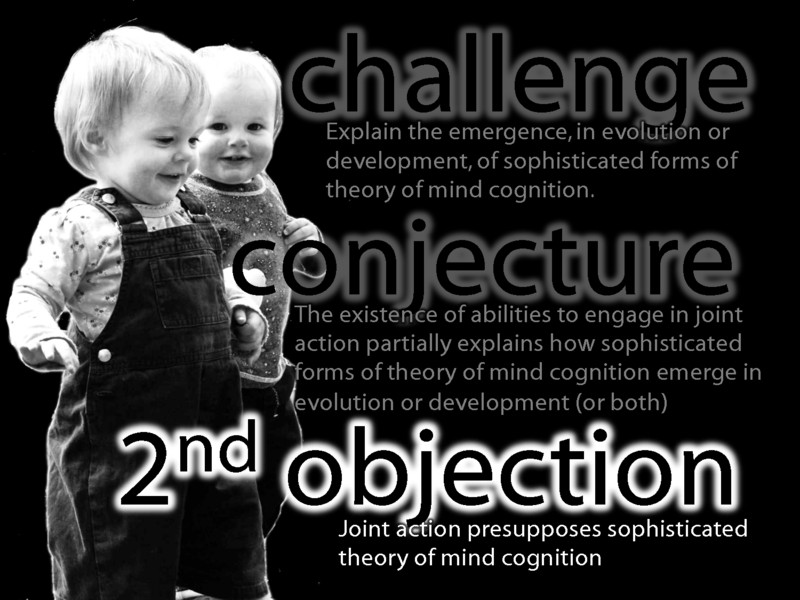 challenge
Explain the emergence, in evolution or
development, of sophisticated forms of
theory of mind cognition.
conjecture
The existence of abilities to engage in joint
action partially explains how sophisticated
forms of theory of mind cognition emerge in
evolution or development (or both)
2nd objection
Joint action presupposes sophisticated
theory of mind cognition